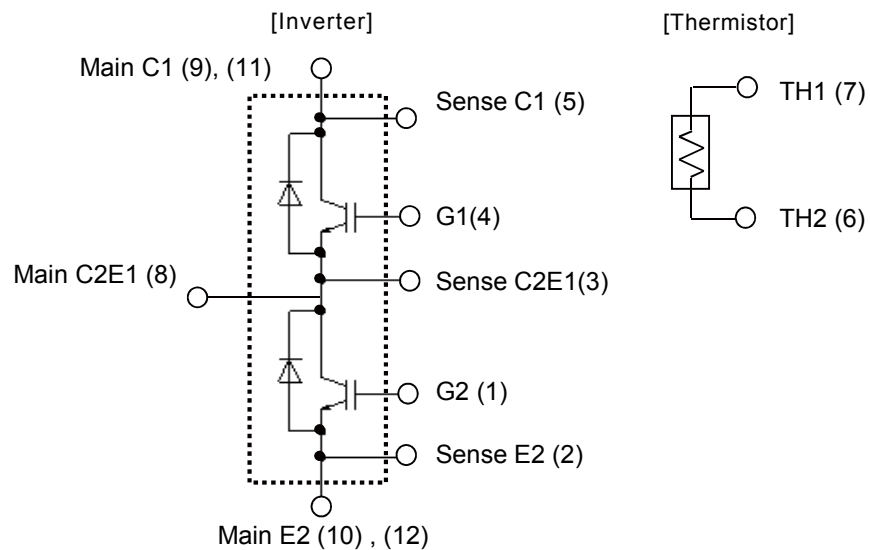 [Inverter]
[Thermistor]
Main C1 (9), (11)
Sense C1 (5)
TH1 (7)
G1(4)
TH2 (6)
Main C2E1 (8)
Sense C2E1(3)
G2 (1)
Sense E2 (2)
Main E2 (10) , (12)